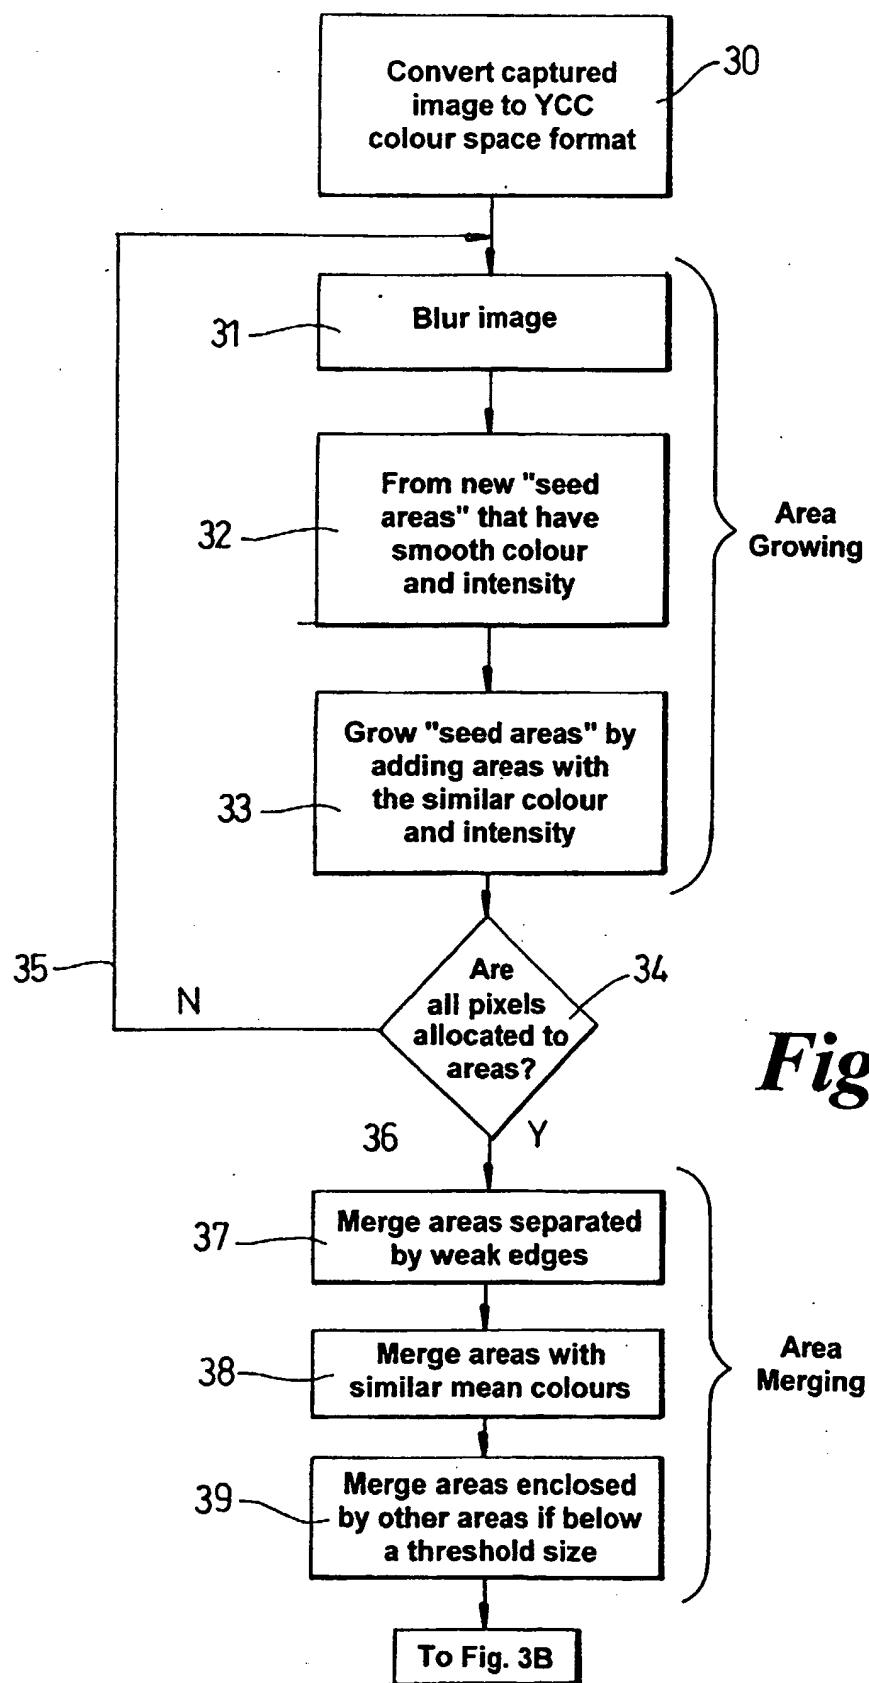 Convert captured
image to YCC
colour space format
30
Blur image
31
From new "seed
areas" that have
smooth colour
and intensity
32
Area
Growing
Grow "seed areas" by
adding areas with
the similar colour
and intensity
33
Are
all pixels
allocated to
areas?
34
35
N
Fig
36
Y
Merge areas separated
by weak edges
37
Merge areas with
similar mean colours
38
Area
Merging
Merge areas enclosed
by other areas if below
a threshold size
39
To Fig. 3B